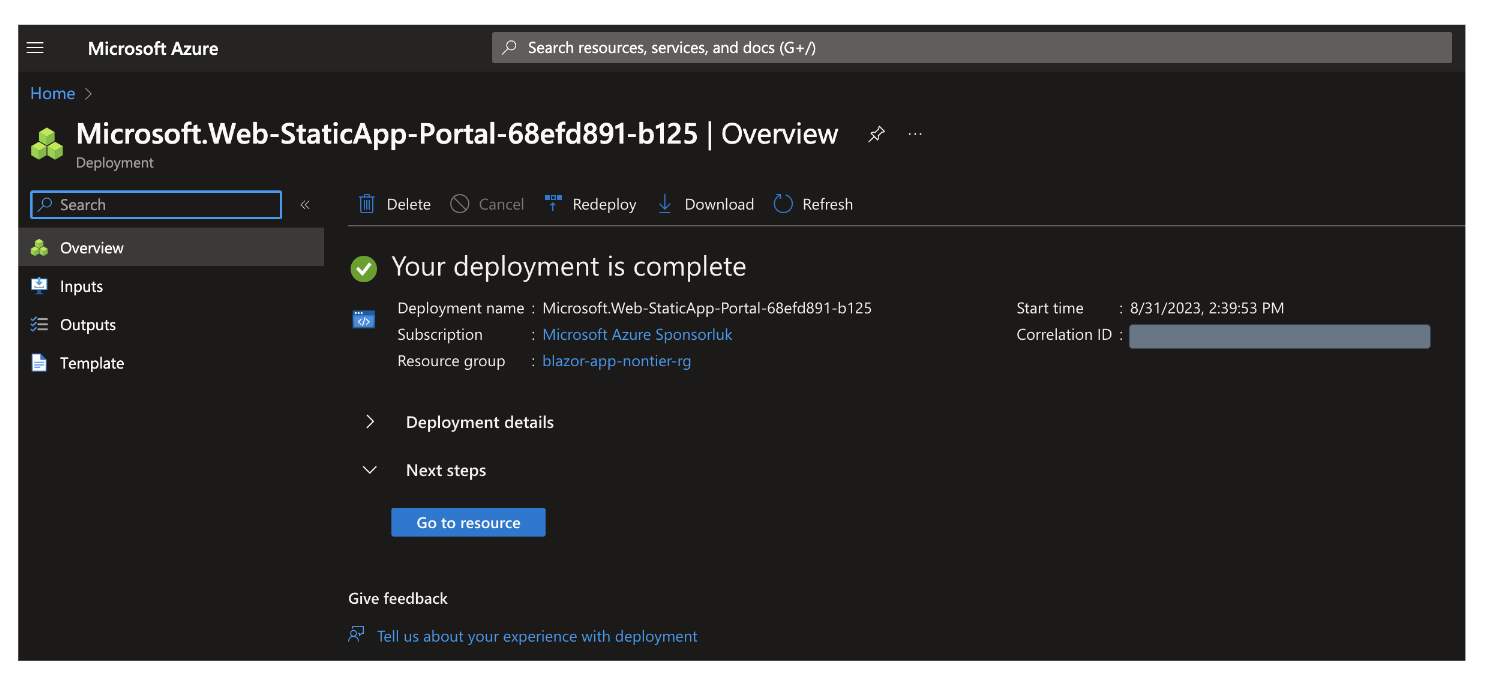 Microsoft Azure
Search resources, services, and docs (G+/)
Home
Microsoft.Web-StaticApp-Portal-68efd891-b125 | Overview
Deployment
Search
Delete Cancel Redeploy Download Refresh
Overview
Inputs
Outputs
Template
Your deployment is complete
Deployment name : Microsoft.Web-StaticApp-Portal-68efd891-b125
Subscription : Microsoft Azure Sponsorluk
Resource group : blazor-app-nontier-rg
Start time : 8/31/2023, 2:39:53 PM
Correlation ID :
Deployment details
Next steps
Go to resource
Give feedback
Tell us about your experience with deployment